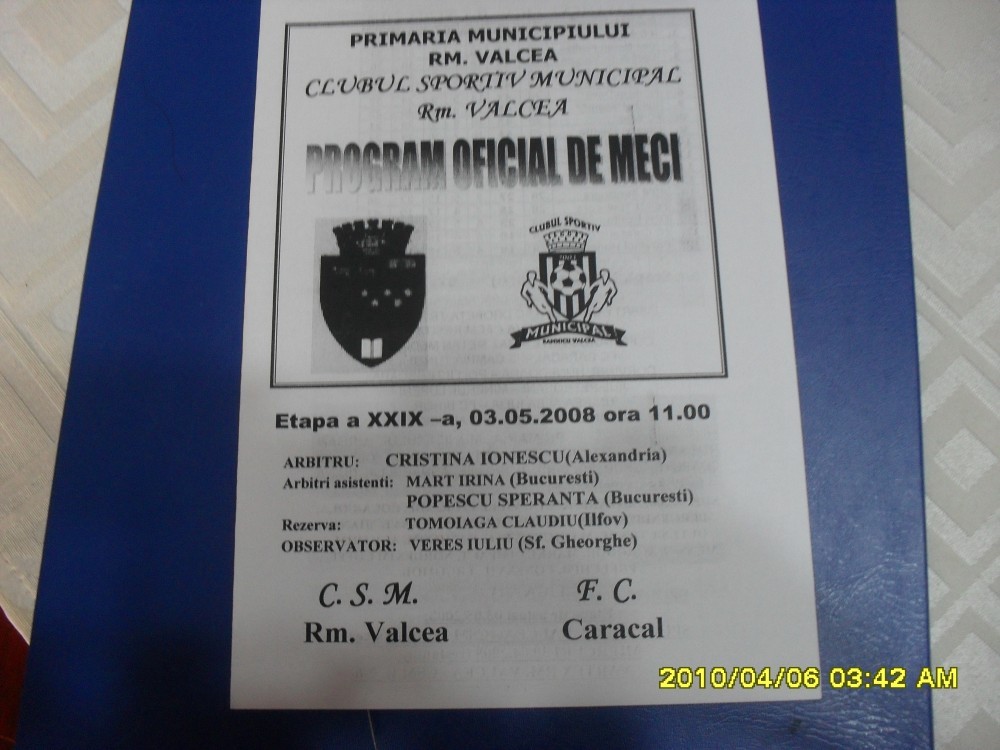 PRIMARIA MUNICIPIULUI
RM. VALCEA
CLUBUL SPORTIV MUNICIPAL
Rm. VALCEA
PROGRAM OFICIAL DE MECI
CLUBUL SPORTIV
MUNICIPAL
RAMNICU VALCEA
Etapa a XXIX –a, 03.05.2008 ora 11.00
ARBITRU: CRISTINA IONESCU(Alexandria)
Arbitri asistenti: MART IRINA (Bucuresti)
POPESCU SPERANTA (Bucuresti)
Rezerva: TOMOIAGA CLAUDIU(Ilfov)
OBSERVATOR: VERES IULIU (Sf. Gheorghe)
C. S. M. F. C.
Rm. Valcea Caracal
2010/04/06 03:42 AM